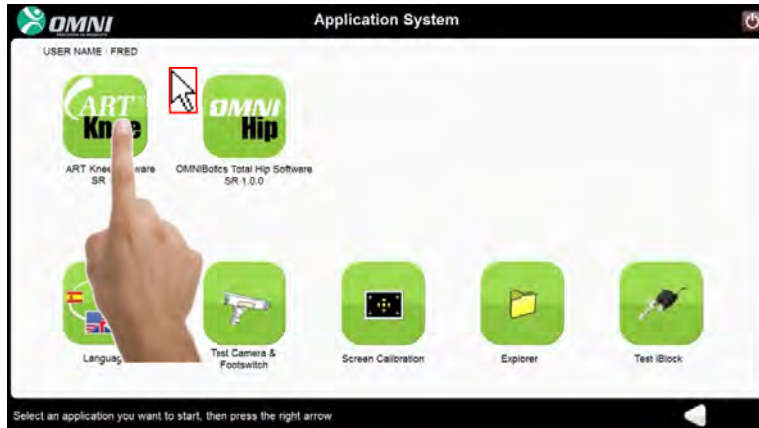 OMNI
Application System
USER NAME : FRED
ART
Knee
OMNI
Hip
ART Knee ware
SR
OMNIBotics Total Hip Software
SR 1.0.0
Languag
Test Camera &
Footswitch
Screen Calibration
Explorer
Test iBlock
Select an application you want to start, then press the right arrow